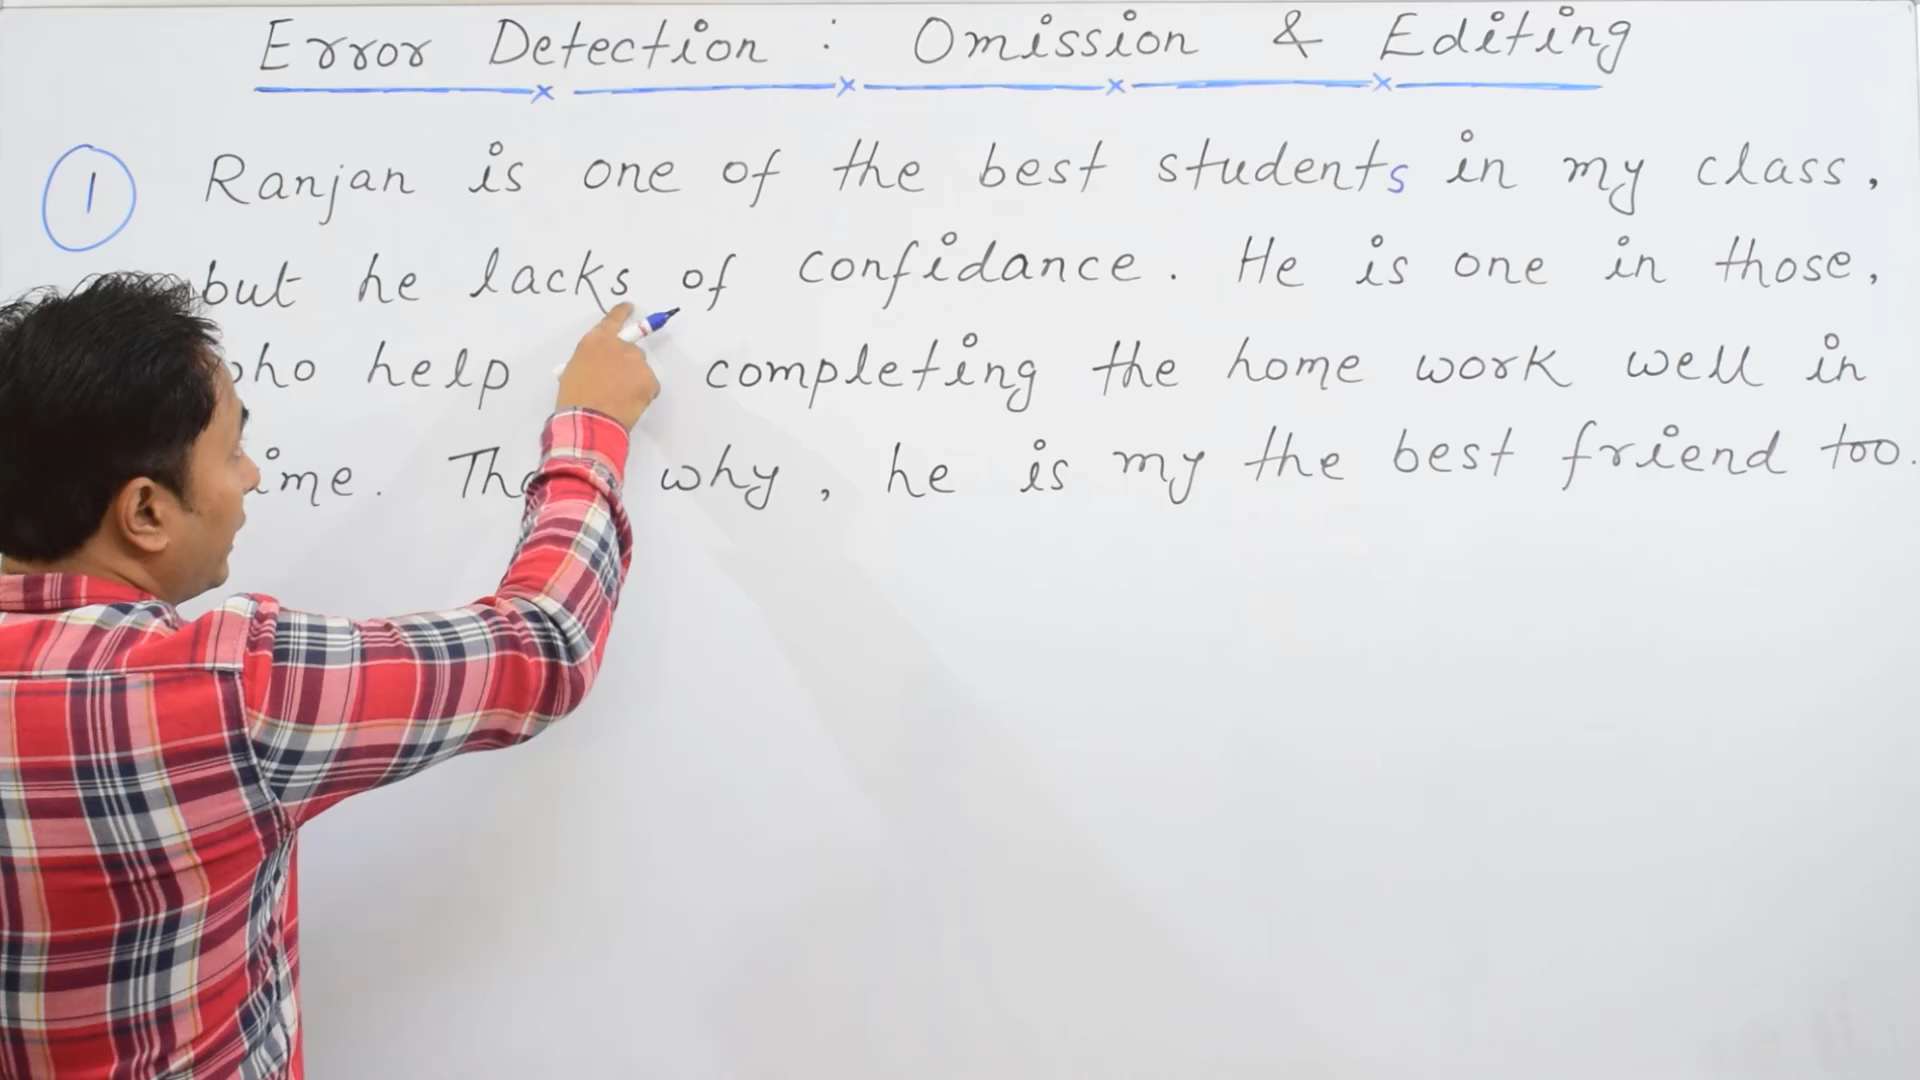 Error Detection : Omission & Editing
1 Ranjan is one of the best students in my class,
but he lacks of confidance. He is one in those,
help completing the home work well in
. why, he is my the best friend too.